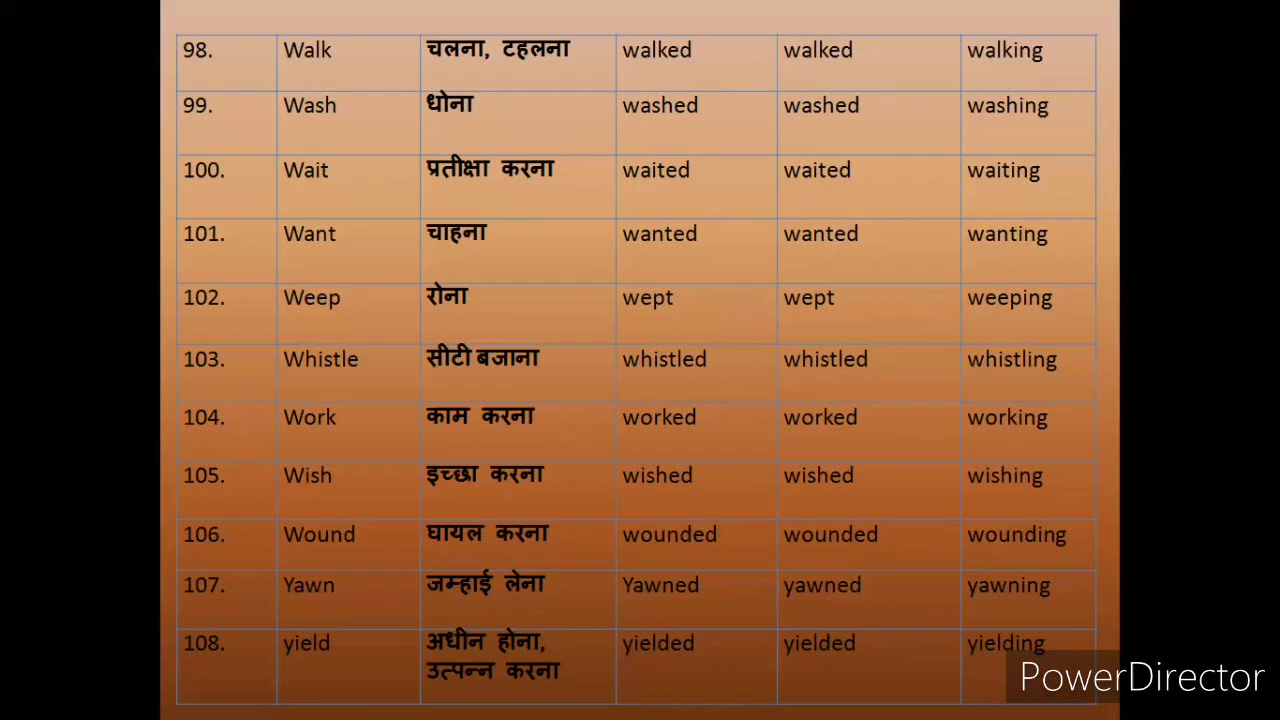 98. Walk चलना, टहलना walked walked walking
99. Wash धोना washed washed washing
100. Wait प्रतीक्षा करना waited waited waiting
101. Want चाहना wanted wanted wanting
102. Weep रोना wept wept weeping
103. Whistle सीटी बजाना whistled whistled whistling
104. Work काम करना worked worked working
105. Wish इच्छा करना wished wished wishing
106. Wound घायल करना wounded wounded wounding
107. Yawn जम्हाई लेना Yawned yawned yawning
108. yield अधीन होना, yielded yielded yielding
उत्पन्न करना
PowerDirector